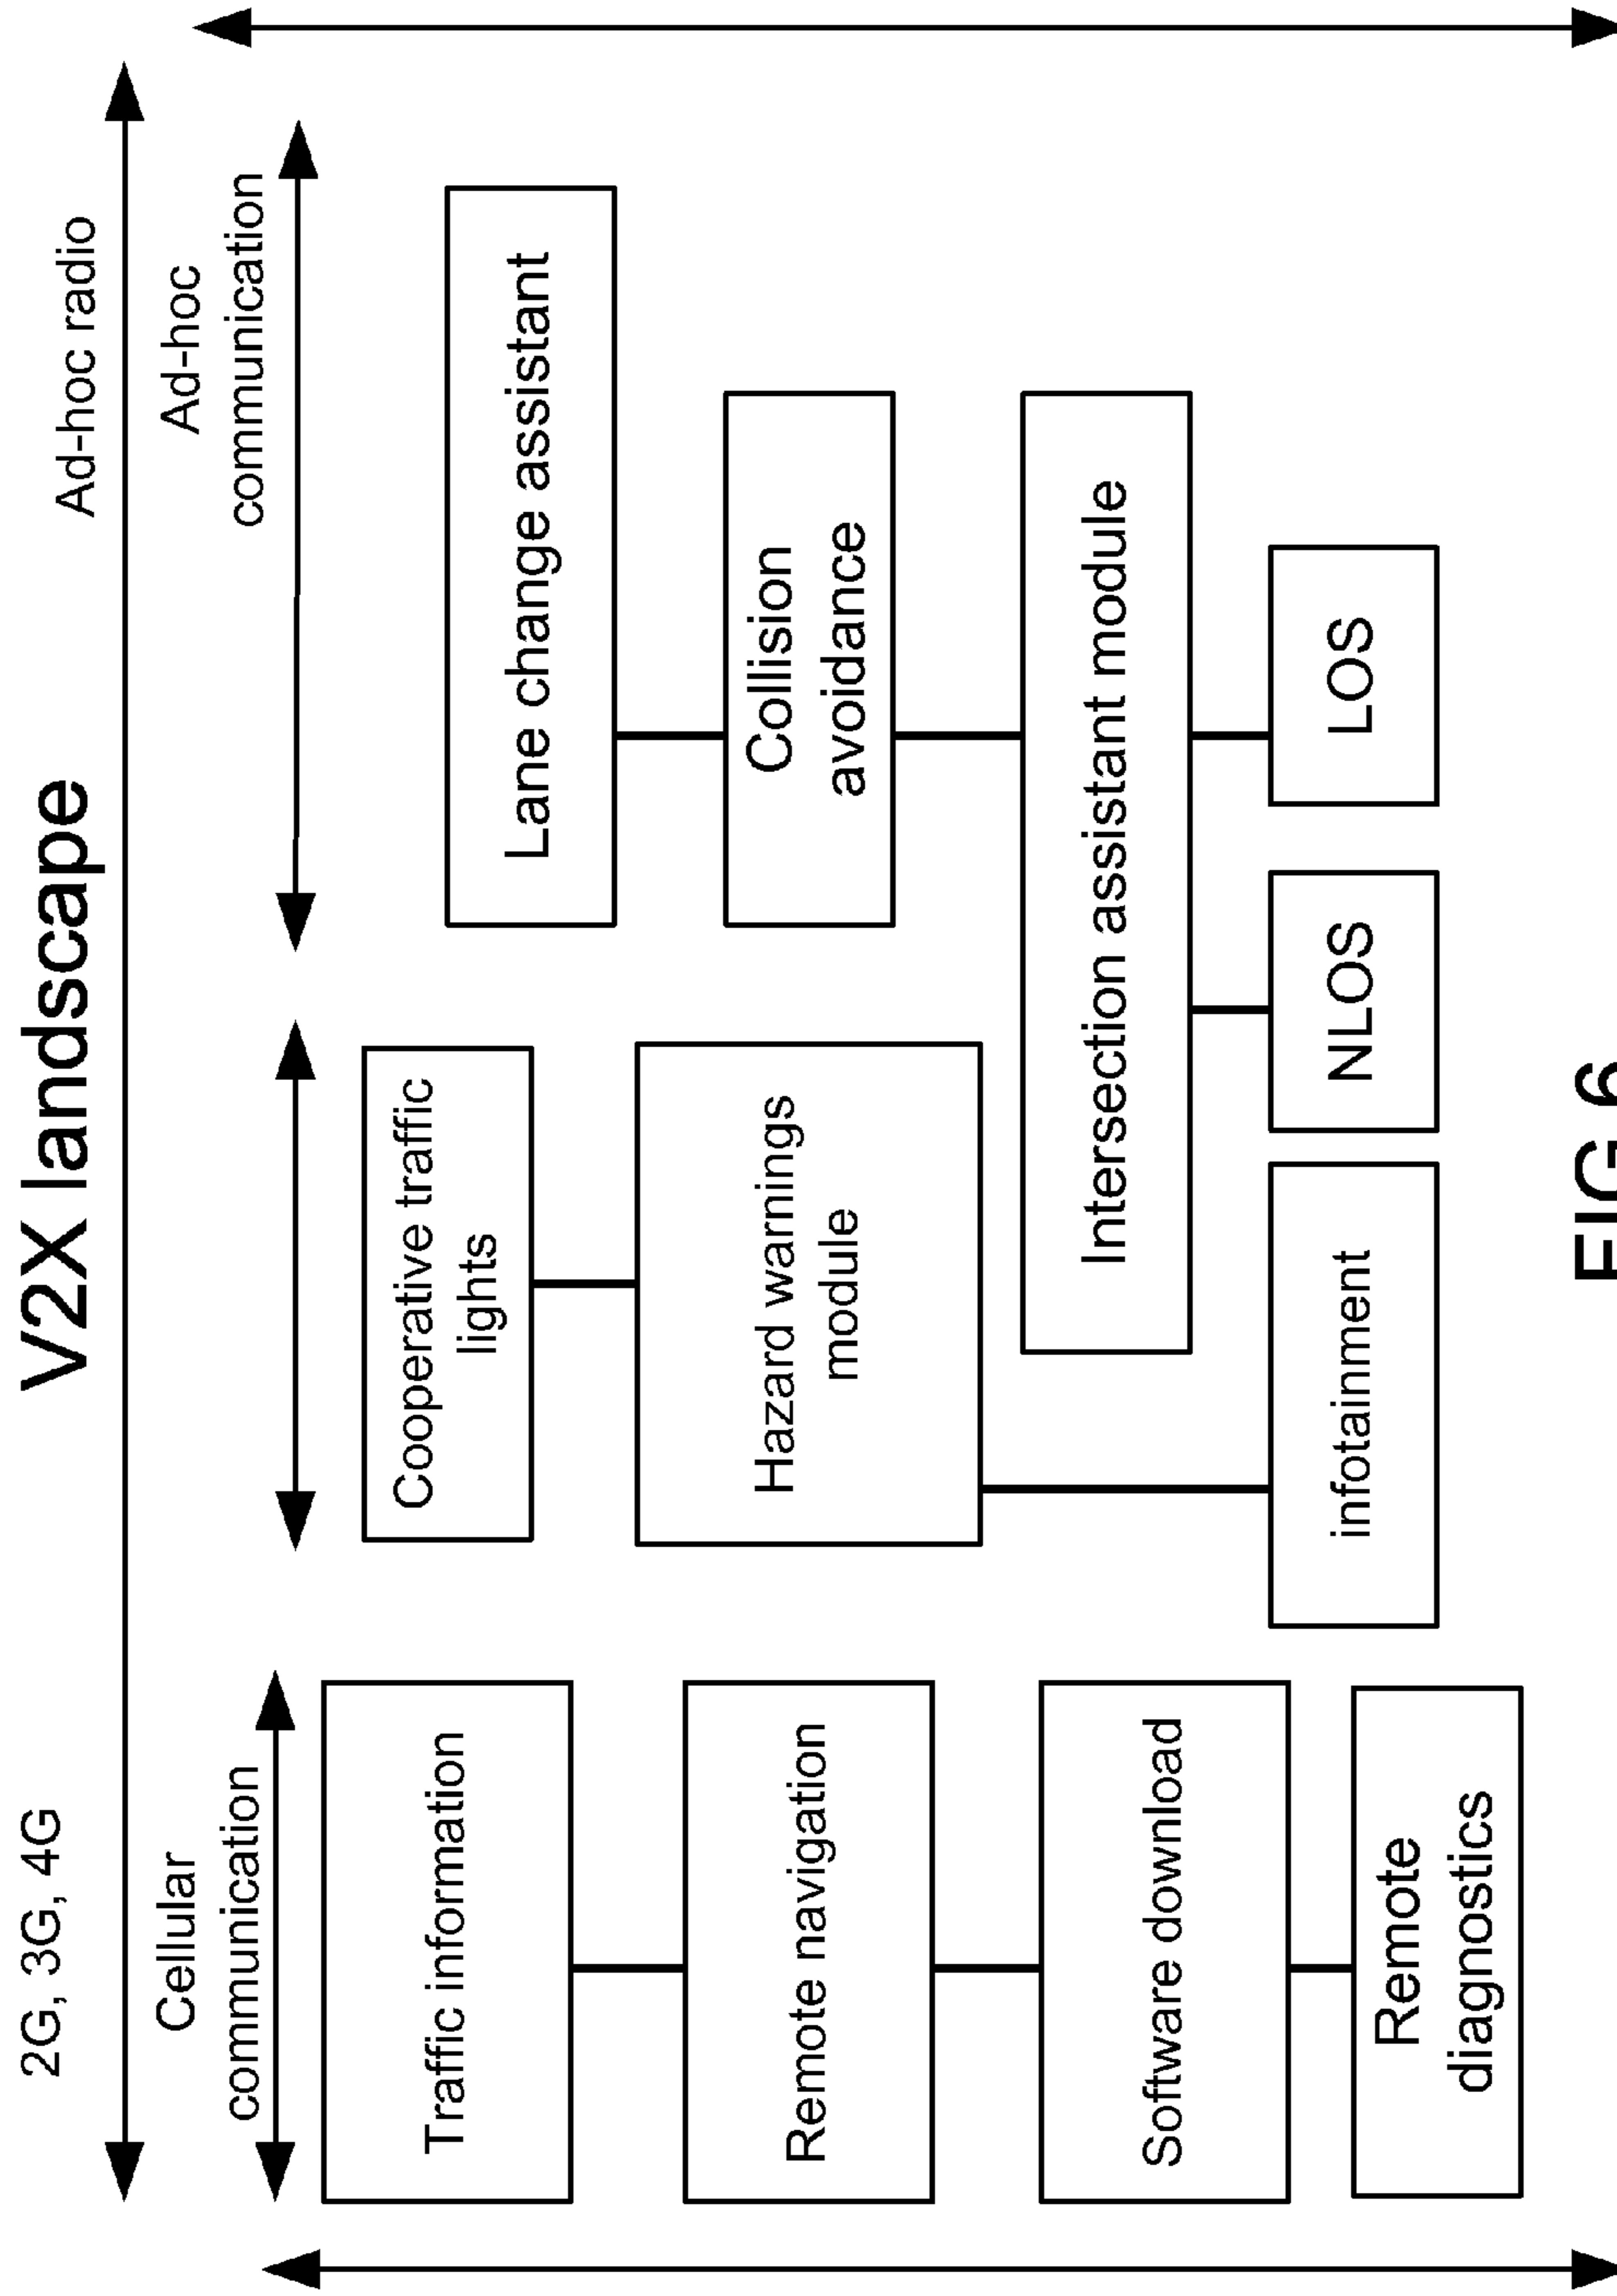 V2X landscape
2G, 3G, 4G
Ad-hoc radio
Cellular
communication
Ad-hoc
communication
Traffic information
Remote navigation
Software download
Remote
diagnostics
Cooperative traffic
lights
Hazard warnings
module
infotainment
Lane change assistant
Collision
avoidance
Intersection assistant module
NLOS
LOS
FIG 6